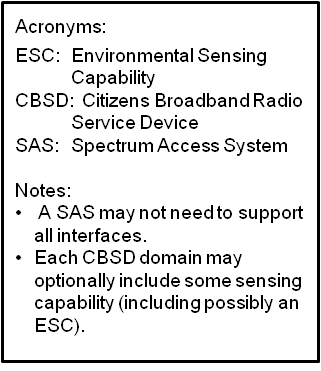 Acronyms:
ESC: Environmental Sensing
Capability
CBSD: Citizens Broadband Radio
Service Device
SAS: Spectrum Access System
Notes:
• A SAS may not need to support
all interfaces.
• Each CBSD domain may
optionally include some sensing
capability (including possibly an
ESC).